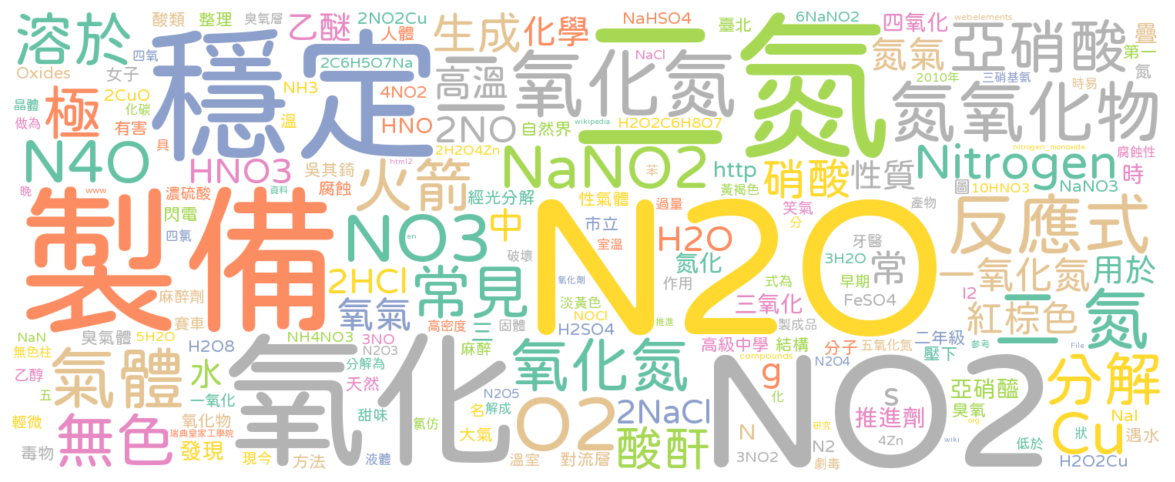 溶於
酸類
整理
臭氧層
乙醚
2NO2Cu
人體
生成
化學
NaHSO4
一
臺北
6NaNO2
四氧化
webelements
疊
第一
四氧
女子
Oxides
穩定
2C6H5O7Na
高溫
氧化氮
NaCl
氮
氮氣
亞硝酸
2010年
三硝基氨
氮
時易
晶體
2CuO
化碳
極
NH3
4NO2
2NO
自然界
wikipedia
H2O2C6H8O7
二
氮氧化物
做為
有害
溫
HNO
2H2O4Zn
nitrogen_monoxide
腐蝕性
N4O
具
HNO3
吳其錡
html2
火箭
NaNO2
苯
http
硝酸
性質
Nitrogen
時
圖
10HNO3
NaNO3
晚
www
濃硫酸
資料
腐蝕
經光分解
性氣體
過量
黃褐色
笑氣
產物
製備
閃電
四氯
en
NO3
中
破壞
市立
室溫
H2O
分
N2O
牙醫
3H2O
常
反應式
一氧化氮
用於
麻醉劑
賽車
2HCl
常見
氧化劑
氮化
作用
式為
早期
FeSO4
I2
二
臭氣體
氧氣
淡黃色
NOCl
三氧化
紅棕色
氮
NaN
無色柱
5H2O
NH4NO3
高密度
三
固體
H2SO4
推進
製成品
二年級
參考
File
氣體
H2O8
3NO
N2O3
麻醉
氧化氮
高級中學
結構
分子
五氧化氮
壓下
乙醇
水
氧化
分解為
天然
compounds
g
N2O4
分解
五
一氧化
N2O5
化
NO2
s
亞硝醯
輕微
無色
氧化物
甜味
氯仿
名
解成
O2
2NaCl
推進劑
臭氧
Cu
NaI
瑞典皇家工學院
發現
大氣
酸酐
N
研究
N2
4Zn
org
狀
遇水
毒物
現今
方法
液體
溫室
對流層
3NO2
劇毒
wiki
低於
H2O2Cu